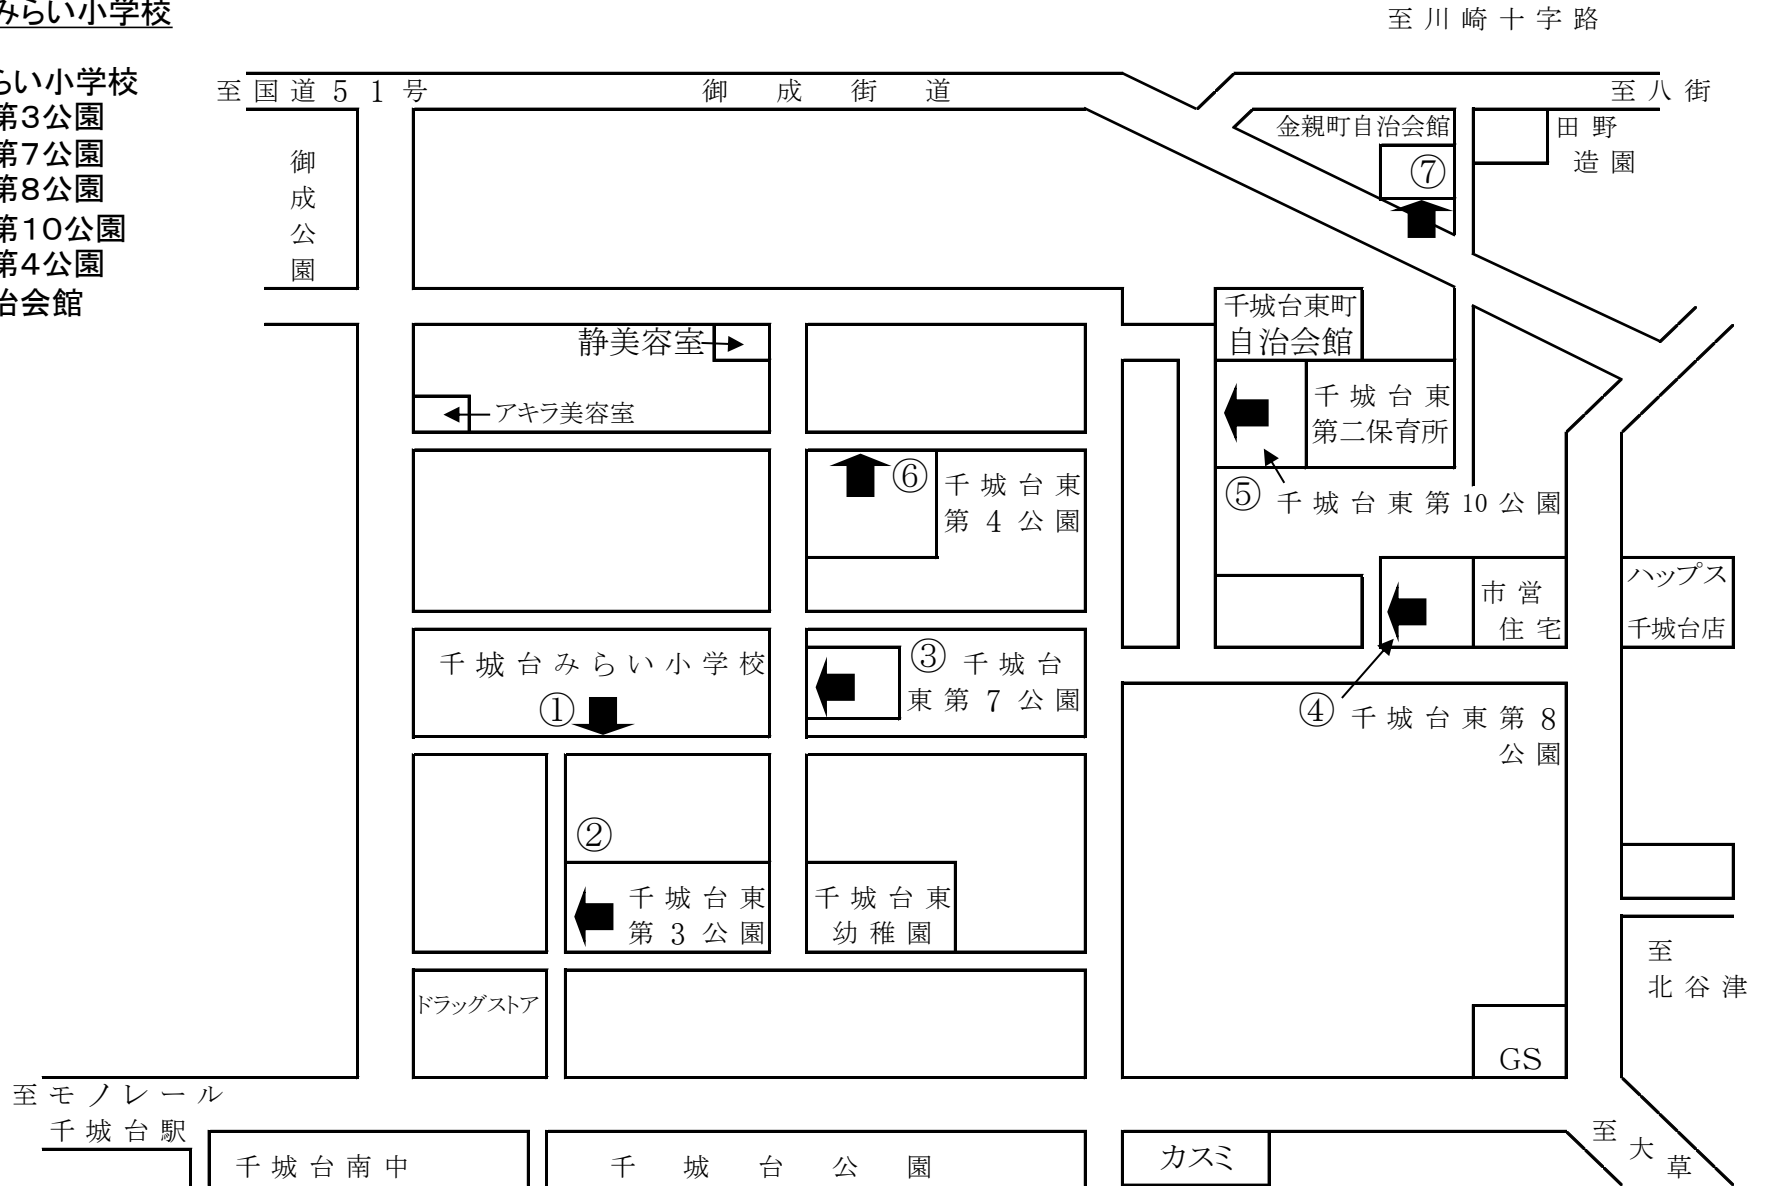 みらい小学校
らい小学校
第3公園
第7公園
第8公園
第10公園
第4公園
治会館
至川崎十字路
至国道51号
御成街道
至八街
御成公園
金親町自治会館
⑦
田野
造園
千城台東町
自治会館
静美容室
アキラ美容室
千城台東
第二保育所
⑤千城台東第10公園
⑥千城台東
第4公園
市営
住宅
ハップス
千城台店
千城台みらい小学校
①
③千城台
東第7公園
④千城台東第8
公園
②
千城台東
第3公園
千城台東
幼稚園
至
北谷津
ドラッグストア
GS
至モノレール
千城台駅
千城台南中
千城台公園
カスミ
至大草